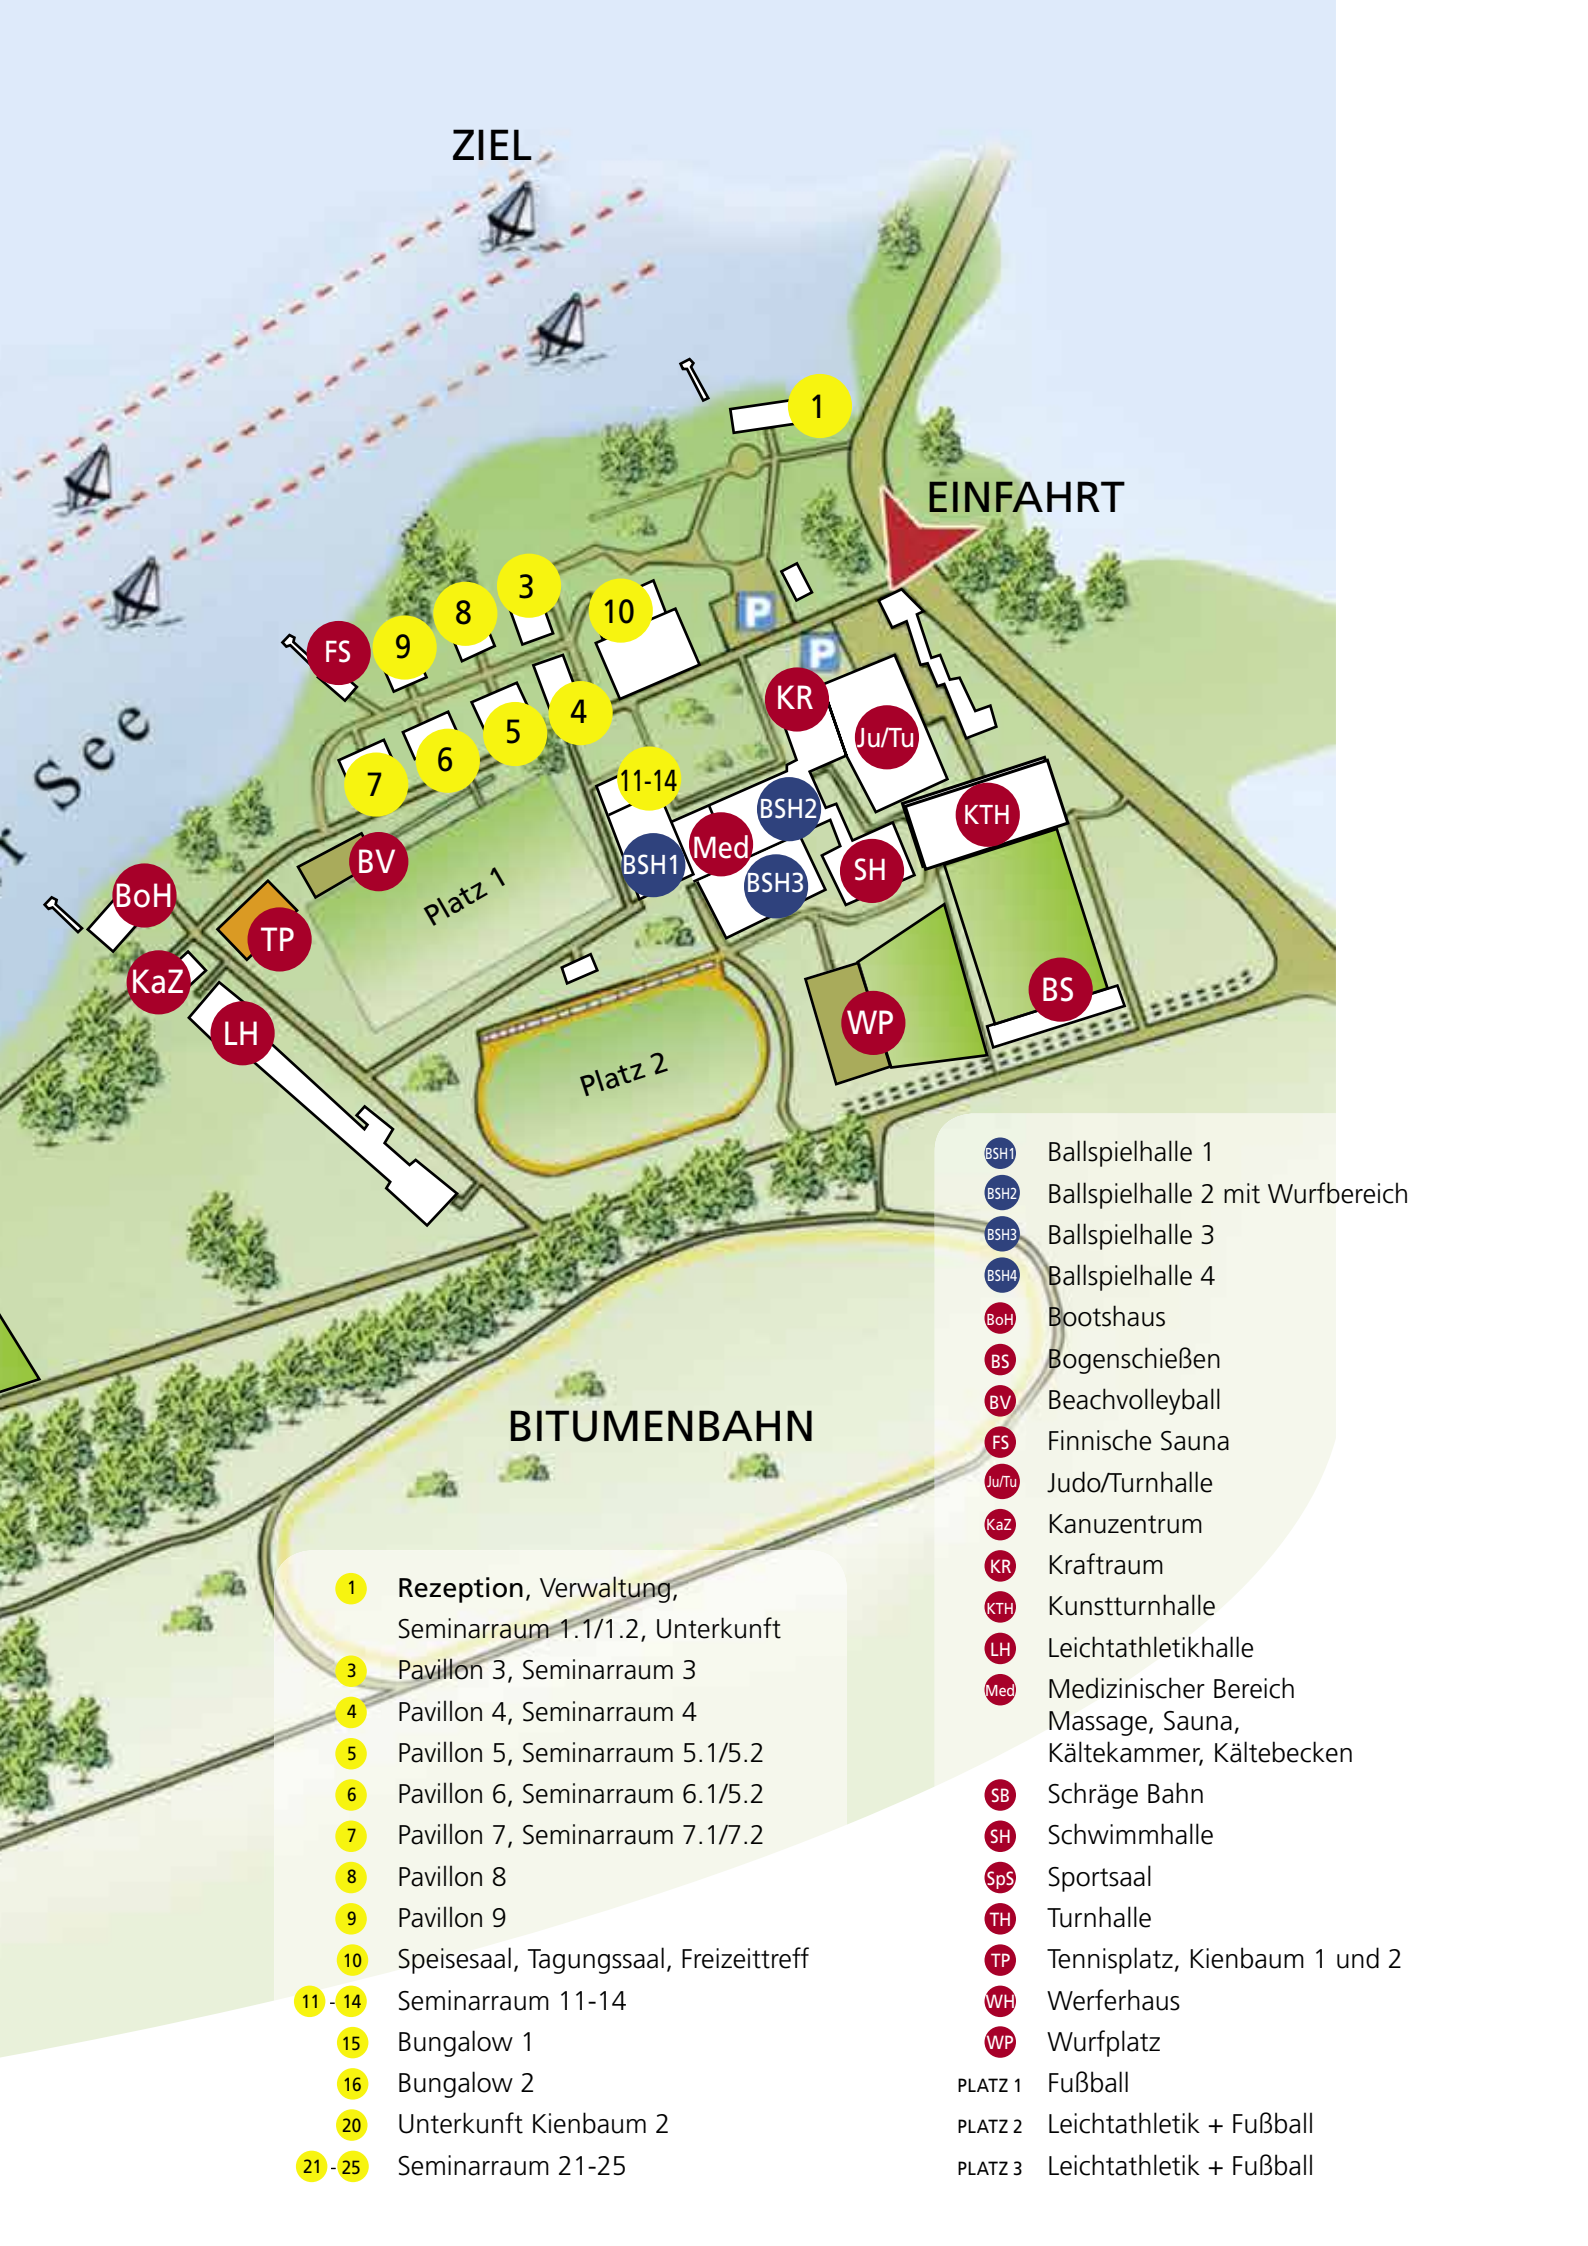 ZIEL
1
EINFAHRT
3
8
10
P
9
FS
P
KR
4
5
Ju/Tu
6
7
11-14
BSH2
KTH
Med
BV
BSH1
SH
BSH3
Platz 1
BoH
TP
KaZ
BS
WP
LH
See
Platz 2
BITUMENBAHN
1 Rezeption, Verwaltung,
Seminarraum 1.1/1.2, Unterkunft
3 Pavillon 3, Seminarraum 3
4 Pavillon 4, Seminarraum 4
5 Pavillon 5, Seminarraum 5.1/5.2
6 Pavillon 6, Seminarraum 6.1/5.2
7 Pavillon 7, Seminarraum 7.1/7.2
8 Pavillon 8
9 Pavillon 9
10 Speisesaal, Tagungssaal, Freizeittreff
11 - 14 Seminarraum 11-14
15 Bungalow 1
16 Bungalow 2
20 Unterkunft Kienbaum 2
21 - 25 Seminarraum 21-25
BSH1 Ballspielhalle 1
BSH2 Ballspielhalle 2 mit Wurfbereich
BSH3 Ballspielhalle 3
BSH4 Ballspielhalle 4
BoH Bootshaus
BS Bogenschießen
BV Beachvolleyball
FS Finnische Sauna
Ju/Tu Judo/Turnhalle
KaZ Kanuzentrum
KR Kraftraum
KTH Kunstturnhalle
LH Leichtathletikhalle
Med Medizinischer Bereich
Massage, Sauna,
Kältekammer, Kältebecken
SB Schräge Bahn
SH Schwimmhalle
SpS Sportsaal
TH Turnhalle
TP Tennisplatz, Kienbaum 1 und 2
WH Werferhaus
WP Wurfplatz
PLATZ 1 Fußball
PLATZ 2 Leichtathletik + Fußball
PLATZ 3 Leichtathletik + Fußball